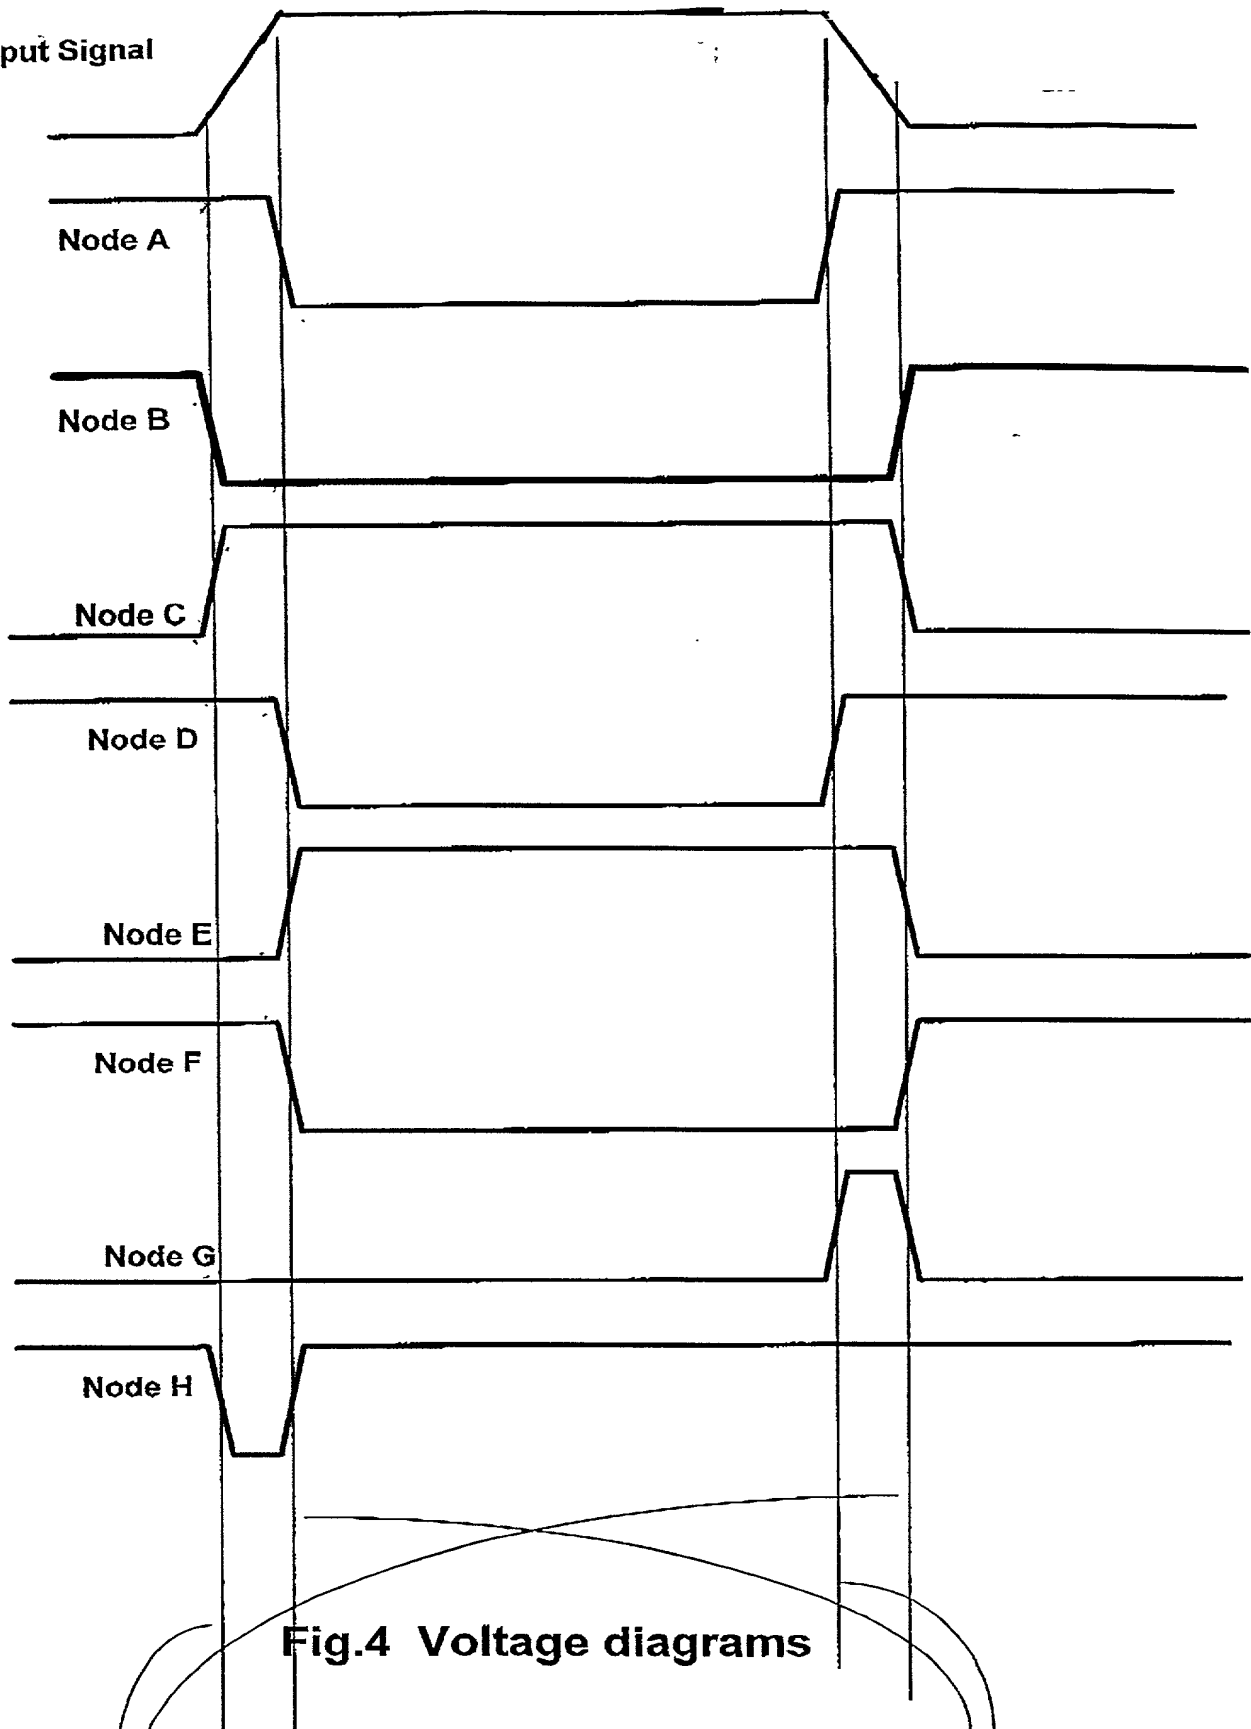 put Signal
Node A
Node B
Node C
Node D
Node E
Node F
Node G
Node H
Fig.4 Voltage diagrams